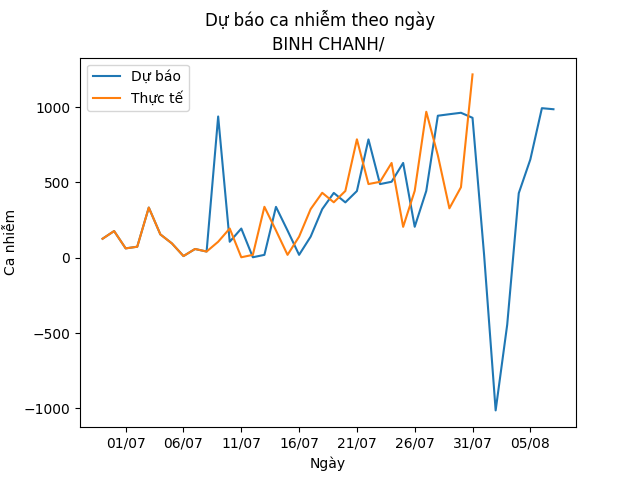 Dự báo ca nhiễm theo ngày
BINH CHANH/
Dự báo
Thực tế
Ca nhiễm
1000
500
0
−500
−1000
01/07 06/07 11/07 16/07 21/07 26/07 31/07 05/08
Ngày